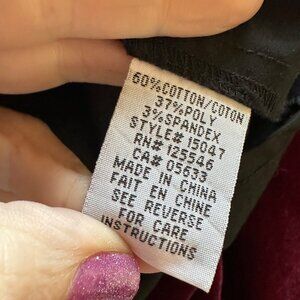 60%COTTON/COTON
37%POLY
3%SPANDEX
STYLE# 15047
RN# 125546
CA# 05633
MADE IN CHINA
FAIT EN CHINE
SEE REVERSE
FOR CARE
INSTRUCTIONS